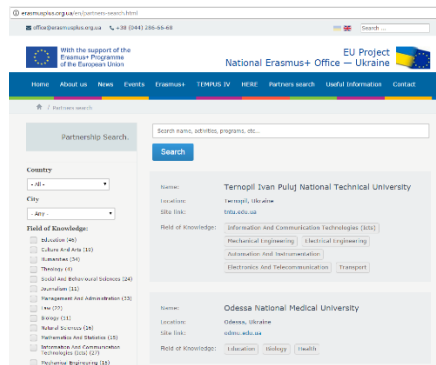 erasmusplus.org.ua/en/partners-search.html
office@erasmusplus.org.ua +38 (044) 286-66-68
Search ...
With the support of the
Erasmus+ Programme
of the European Union
EU Project
National Erasmus+ Office — Ukraine
Home About us News Events Erasmus+ TEMPUS IV HERE Partners search Useful Information Contact
/ Partners search
Partnership Search.
Search name, activities, programs, etc...
Search
Country
- All -
City
- Any -
Field of Knowledge:
Education (46)
Culture And Arts (10)
Humanities (34)
Theology (4)
Social And Behavioural Sciences (24)
Journalism (11)
Management And Administration (33)
Law (22)
Biology (11)
Natural Sciences (26)
Mathematics And Statistics (25)
Information And Communication
Technologies (Icts) (27)
Mechanical Engineering (16)
Name: Ternopil Ivan Puluj National Technical University
Location: Ternopil, Ukraine
Site link: tntu.edu.ua
Field of Knowledge: Information And Communication Technologies (Icts)
Mechanical Engineering Electrical Engineering
Automation And Instrumentation
Electronics And Telecommunication Transport
Name: Odessa National Medical University
Location: Odessa, Ukraine
Site link: odmu.edu.ua
Field of Knowledge: Education Biology Health